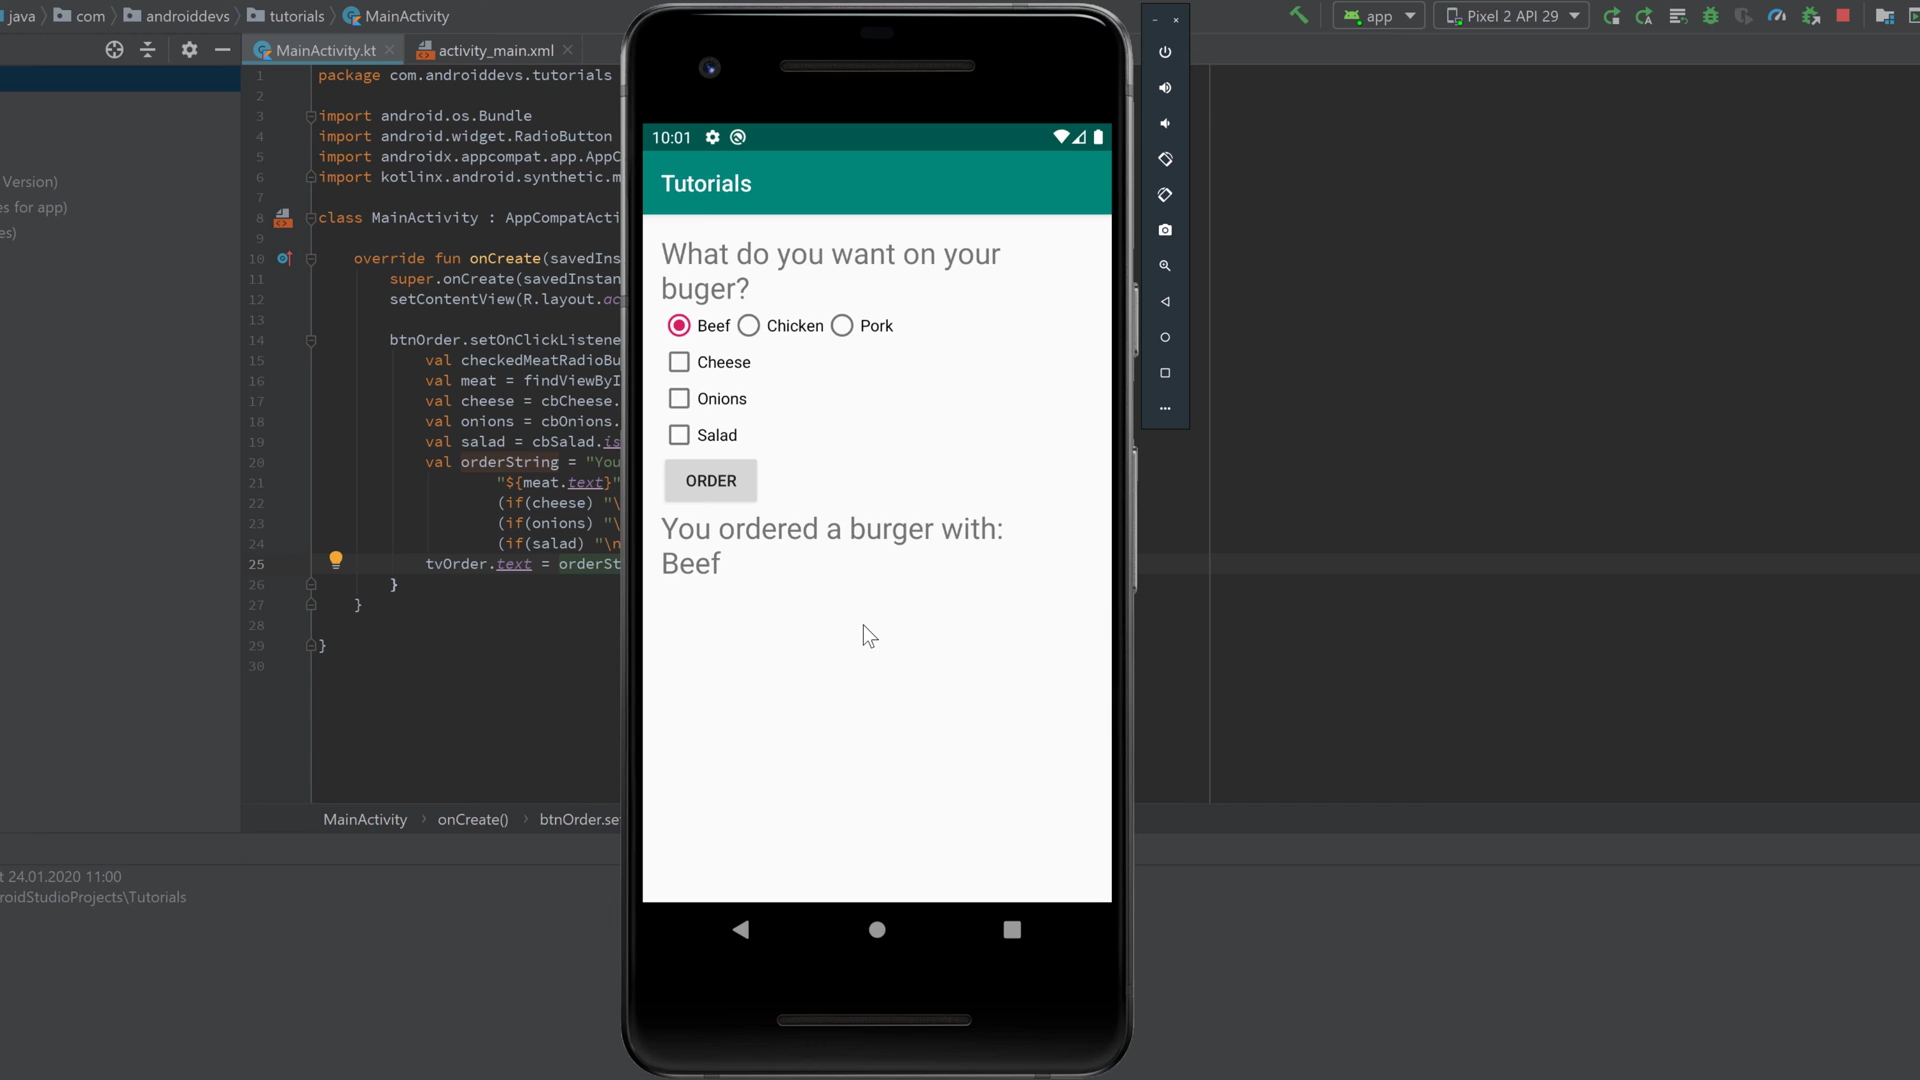 java com androiddevs tutorials MainActivity
app Pixel 2 API 29
MainActivity.kt activity_main.xml
1 package com.androiddevs.tutorials
2
3 import android.os.Bundle
4 import android.widget.RadioButton
5 import androidx.appcompat.app.AppC
6 import kotlinx.android.synthetic.m
7
8 class MainActivity : AppCompatActi
9
10 override fun onCreate(savedInst
11 super.onCreate(savedInstan
12 setContentView(R.layout.ac
13
14 btnOrder.setOnClickListene
15 val checkedMeatRadioBu
16 val meat = findViewByI
17 val cheese = cbCheese.
18 val onions = cbOnions.
19 val salad = cbSalad.is
20 val orderString = "You
21 "${meat.text}"
22 (if(cheese) "\
23 (if(onions) "\
24 (if(salad) "\n
25 tvOrder.text = orderSt
26 }
27 }
28
29 }
30
Version)
s for app)
s)
MainActivity › onCreate() › btnOrder.se
t 24.01.2020 11:00
roidStudioProjects\Tutorials
10:01
Tutorials
What do you want on your
buger?
Beef Chicken Pork
Cheese
Onions
Salad
ORDER
You ordered a burger with:
Beef